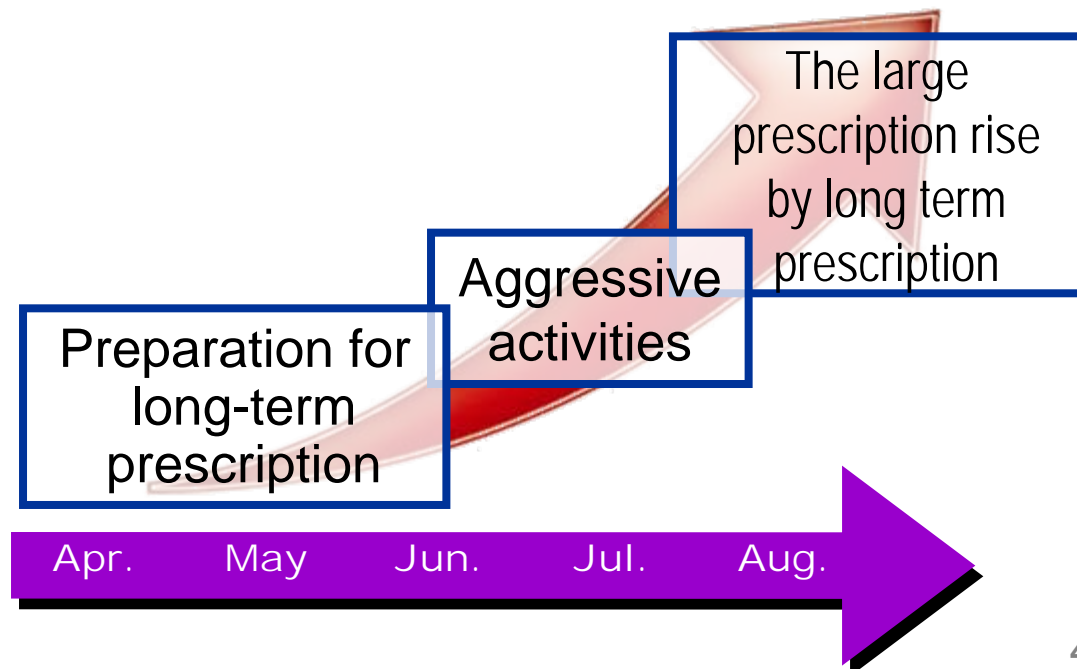 The large
prescription rise
by long term
prescription
Aggressive
activities
Preparation for
long-term
prescription
Apr. May Jun. Jul. Aug.